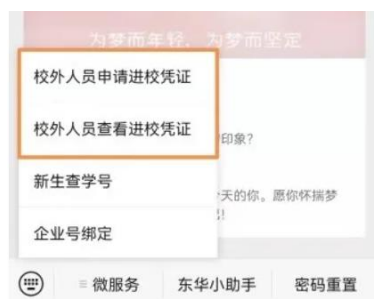 为梦而年轻，为梦而坚定
校外人员申请进校凭证
校外人员查看进校凭证
印象？
新生查学号
天的你。愿你怀揣梦
企业号绑定
微服务
东华小助手
密码重置